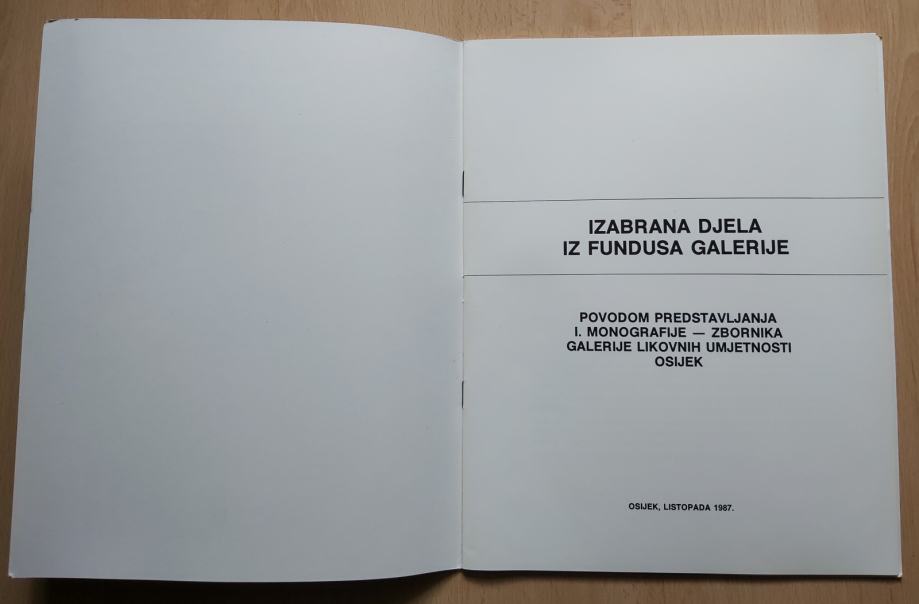 IZABRANA DJELA
IZ FUNDUSA GALERIJE
POVODOM PREDSTAVLJANJA
I. MONOGRAFIJE — ZBORNIKA
GALERIJE LIKOVNIH UMJETNOSTI
OSIJEK
OSIJEK, LISTOPADA 1987.